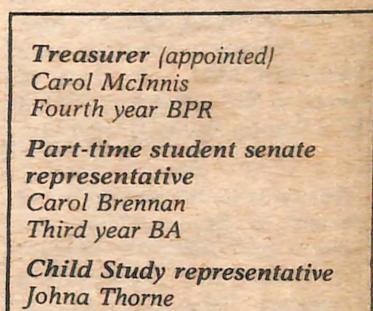 Treasurer (appointed)
Carol McInnis
Fourth year BPR
Part-time student senate
representative
Carol Brennan
Third year BA
Child Study representative
Johna Thorne